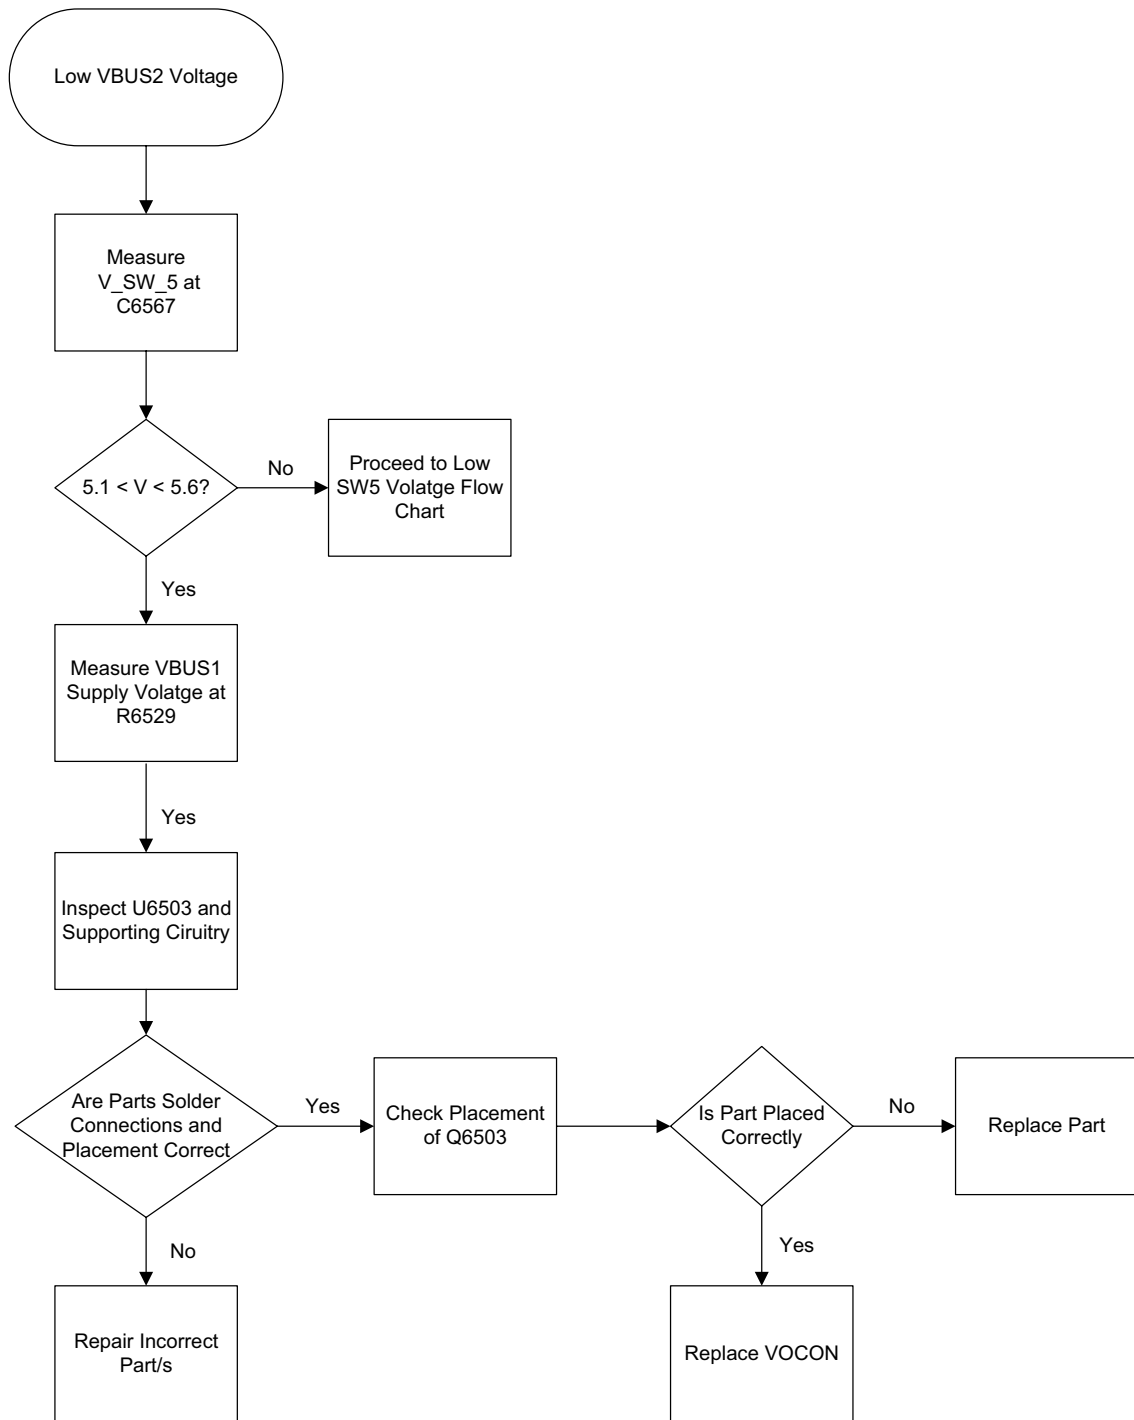 Low VBUS2 Voltage
Measure
V_SW_5 at
C6567
5.1 < V < 5.6?
No
Proceed to Low
SW5 Volatge Flow
Chart
Yes
Measure VBUS1
Supply Volatge at
R6529
Yes
Inspect U6503 and
Supporting Ciruitry
Are Parts Solder
Connections and
Placement Correct
Yes
Check Placement
of Q6503
Is Part Placed
Correctly
No
Replace Part
No
Yes
Repair Incorrect
Part/s
Replace VOCON